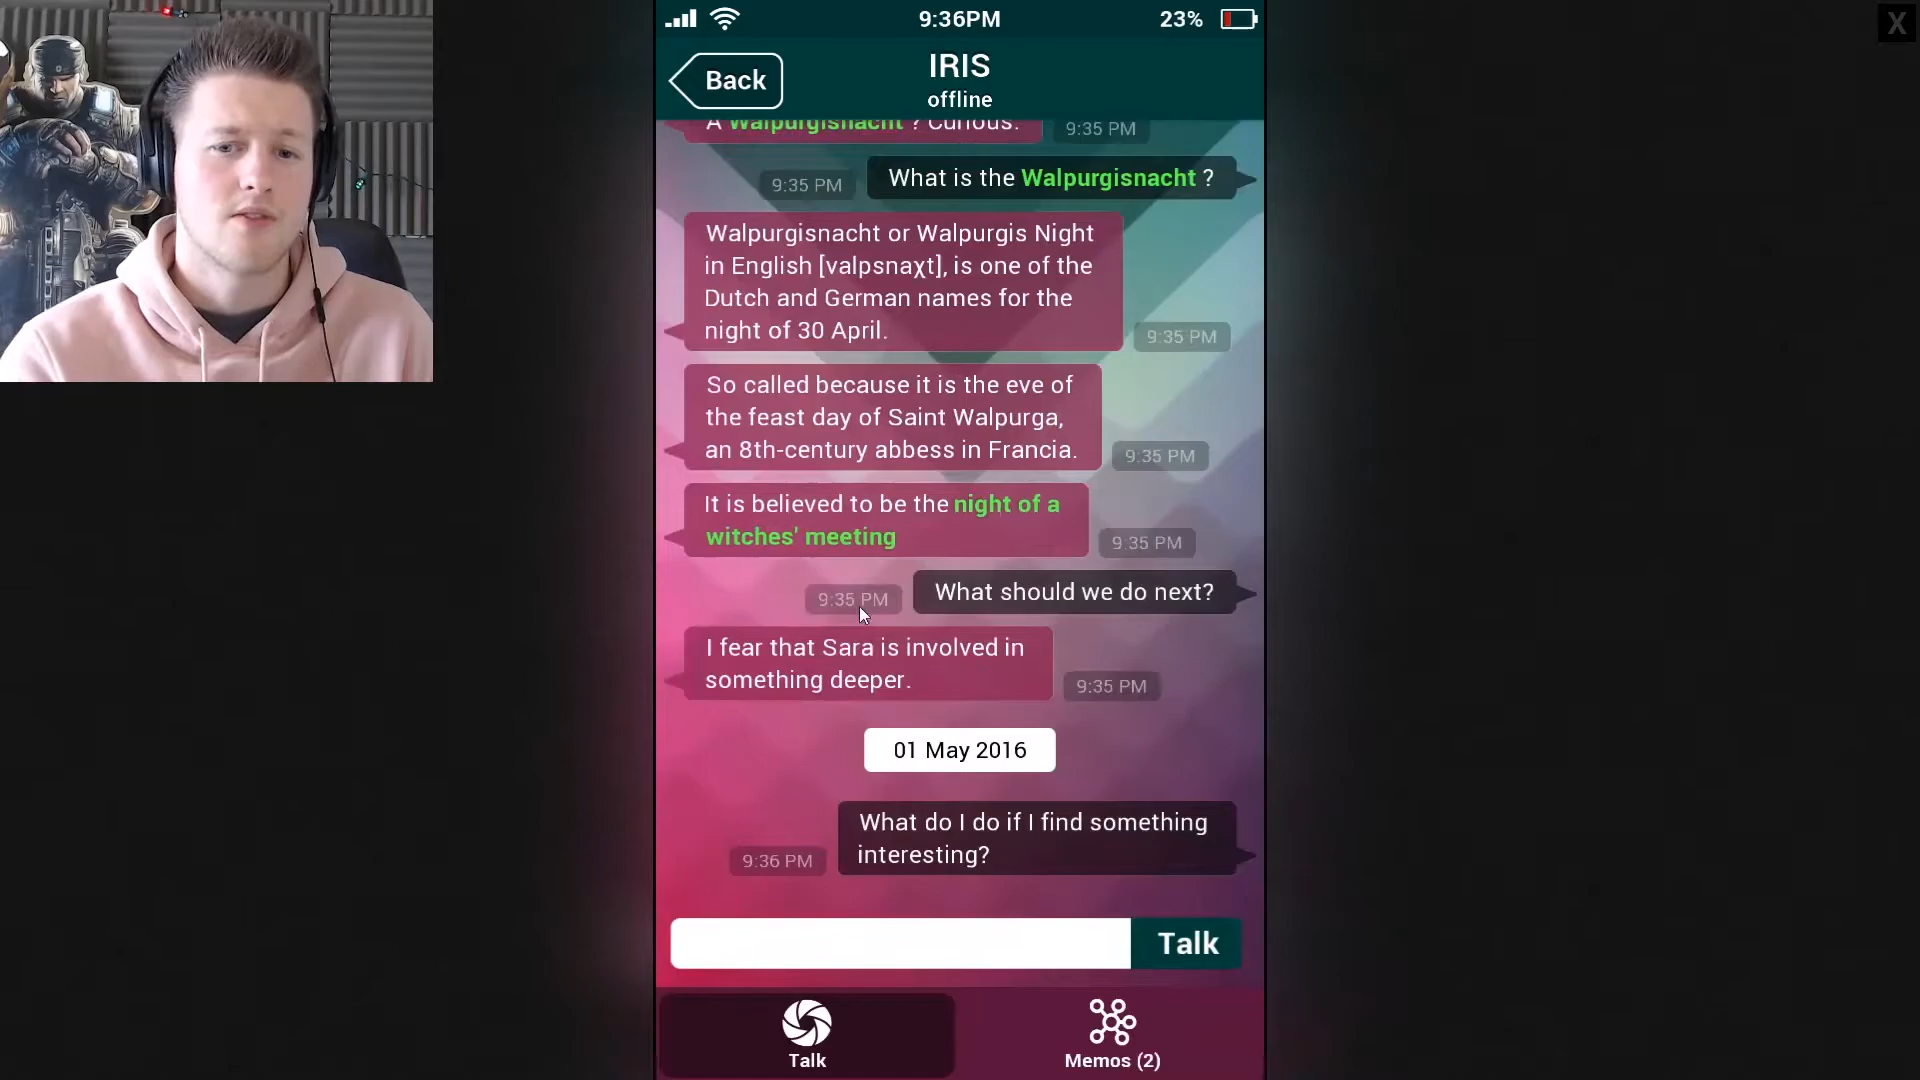 9:36PM
23%
X
Back
IRIS
offline
A Walpurgisnacht ? Curious.
9:35 PM
What is the Walpurgisnacht ?
9:35 PM
Walpurgisnacht or Walpurgis Night
in English [valpsnaχt], is one of the
Dutch and German names for the
night of 30 April.
9:35 PM
So called because it is the eve of
the feast day of Saint Walpurga,
an 8th-century abbess in Francia.
9:35 PM
It is believed to be the night of a
witches' meeting
9:35 PM
What should we do next?
9:35 PM
I fear that Sara is involved in
something deeper.
9:35 PM
01 May 2016
What do I do if I find something
interesting?
9:36 PM
Talk
Talk
Memos (2)